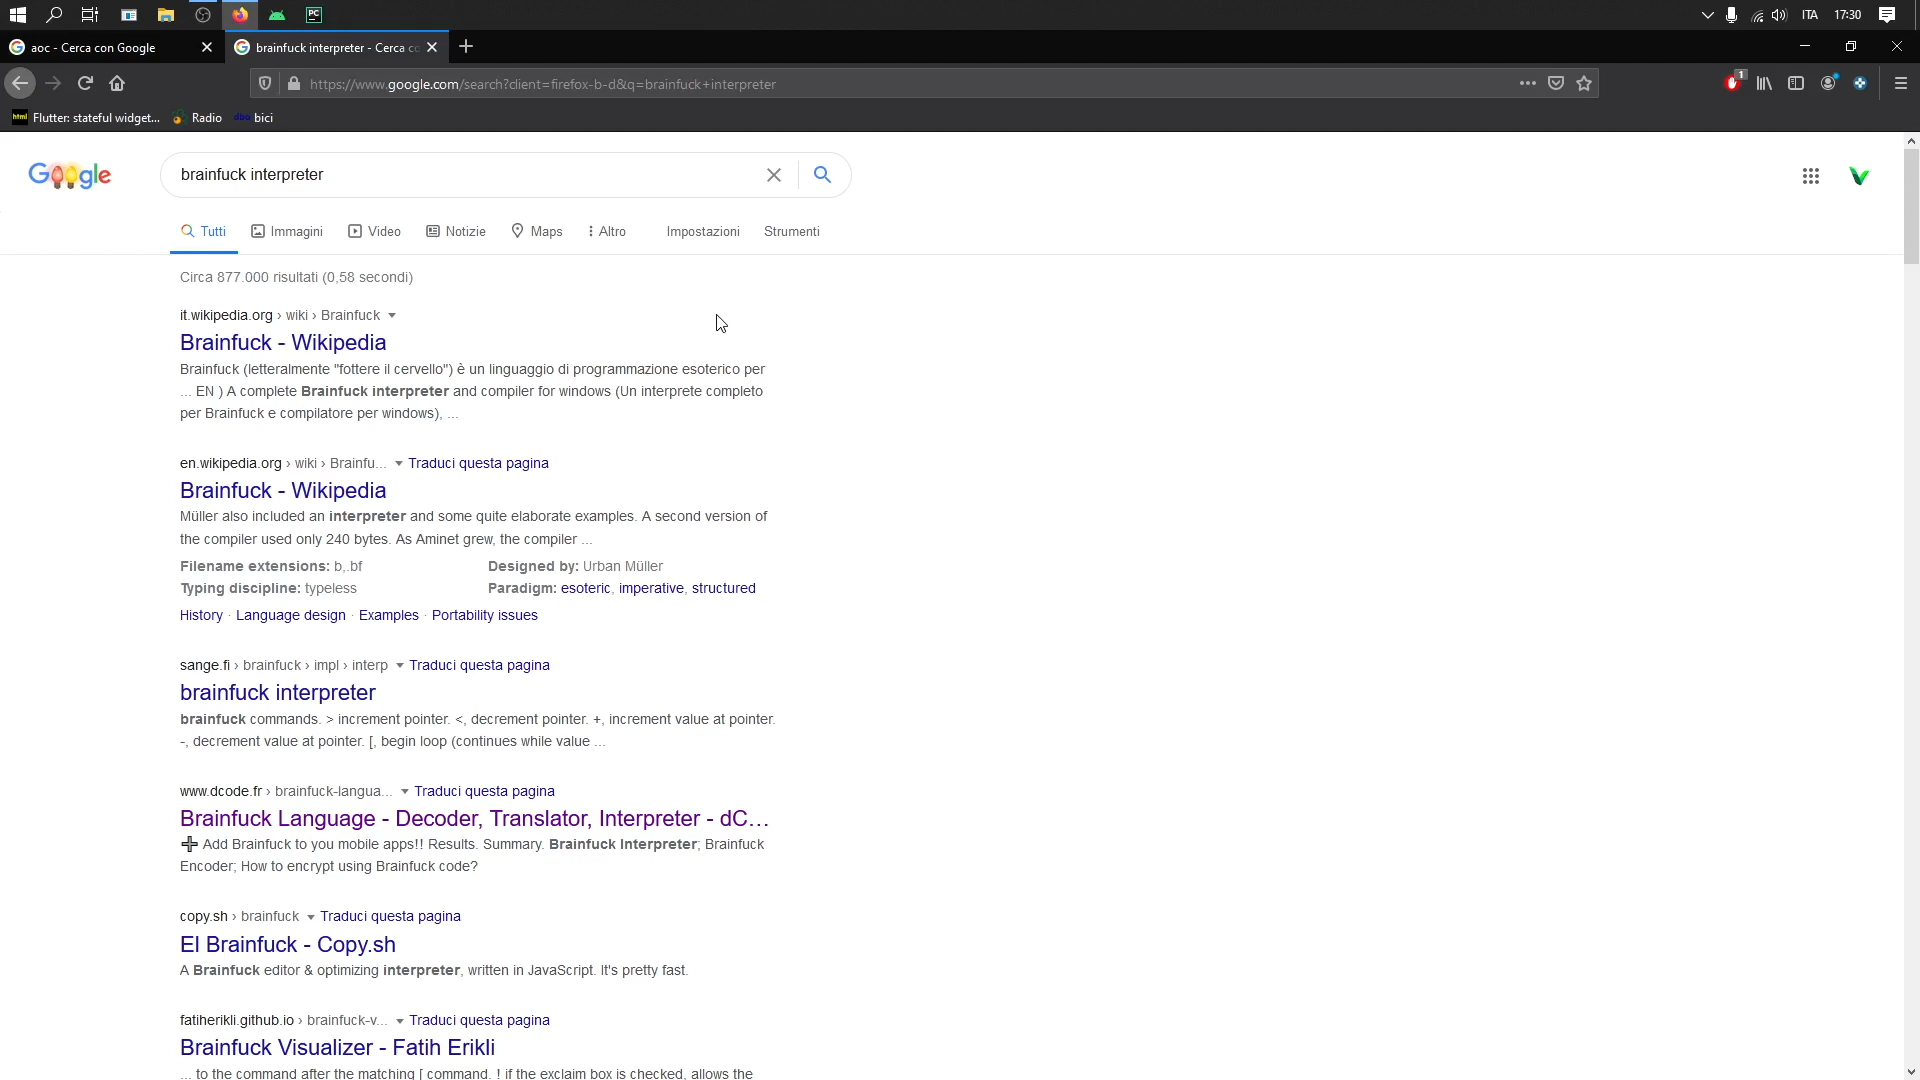 PC
ITA
17:30
aoc - Cerca con Google
brainfuck interpreter - Cerca co
https://www.google.com/search?client=firefox-b-d&q=brainfuck+interpreter
1
html Flutter: stateful widget...
Radio
dba bici
Google
brainfuck interpreter
Tutti
Immagini
Video
Notizie
Maps
Altro
Impostazioni
Strumenti
Circa 877.000 risultati (0,58 secondi)
it.wikipedia.org › wiki › Brainfuck
Brainfuck - Wikipedia
Brainfuck (letteralmente "fottere il cervello") è un linguaggio di programmazione esoterico per
... EN ) A complete Brainfuck interpreter and compiler for windows (Un interprete completo
per Brainfuck e compilatore per windows), ...
en.wikipedia.org › wiki › Brainfu... Traduci questa pagina
Brainfuck - Wikipedia
Müller also included an interpreter and some quite elaborate examples. A second version of
the compiler used only 240 bytes. As Aminet grew, the compiler ...
Filename extensions: b,.bf
Designed by: Urban Müller
Typing discipline: typeless
Paradigm: esoteric, imperative, structured
History · Language design · Examples · Portability issues
sange.fi › brainfuck › impl › interp Traduci questa pagina
brainfuck interpreter
brainfuck commands. > increment pointer. <, decrement pointer. +, increment value at pointer.
-, decrement value at pointer. [, begin loop (continues while value ...
www.dcode.fr › brainfuck-langua... Traduci questa pagina
Brainfuck Language - Decoder, Translator, Interpreter - dC...
➕ Add Brainfuck to you mobile apps!! Results. Summary. Brainfuck Interpreter; Brainfuck
Encoder; How to encrypt using Brainfuck code?
copy.sh › brainfuck Traduci questa pagina
El Brainfuck - Copy.sh
A Brainfuck editor & optimizing interpreter, written in JavaScript. It's pretty fast.
fatiherikli.github.io › brainfuck-v... Traduci questa pagina
Brainfuck Visualizer - Fatih Erikli
... to the command after the matching [ command. ! if the exclaim box is checked, allows the